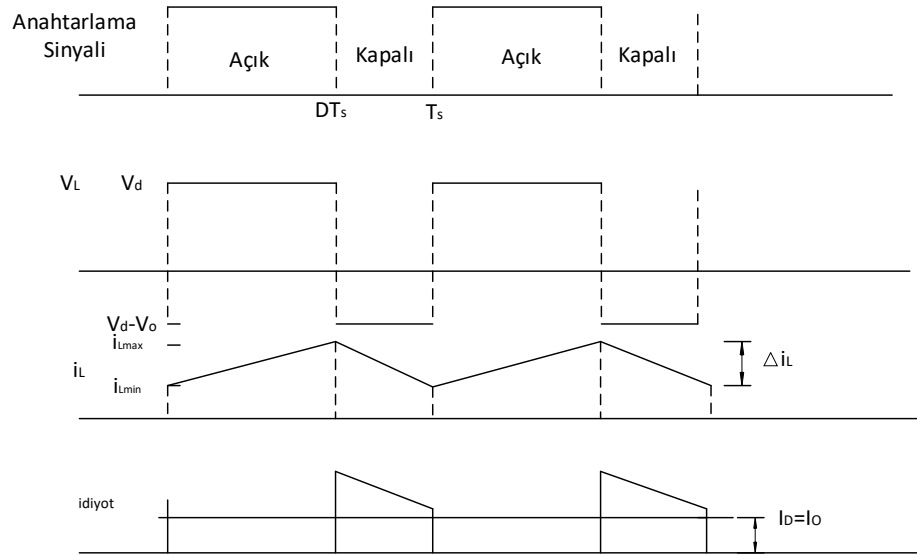 Anahtarlama
Sinyali
Açık
Kapalı
Açık
Kapalı
DTs
Ts
VL
Vd
Vd-Vo
iLmax
iL
iLmin
△iL
idiyot
ID=IO